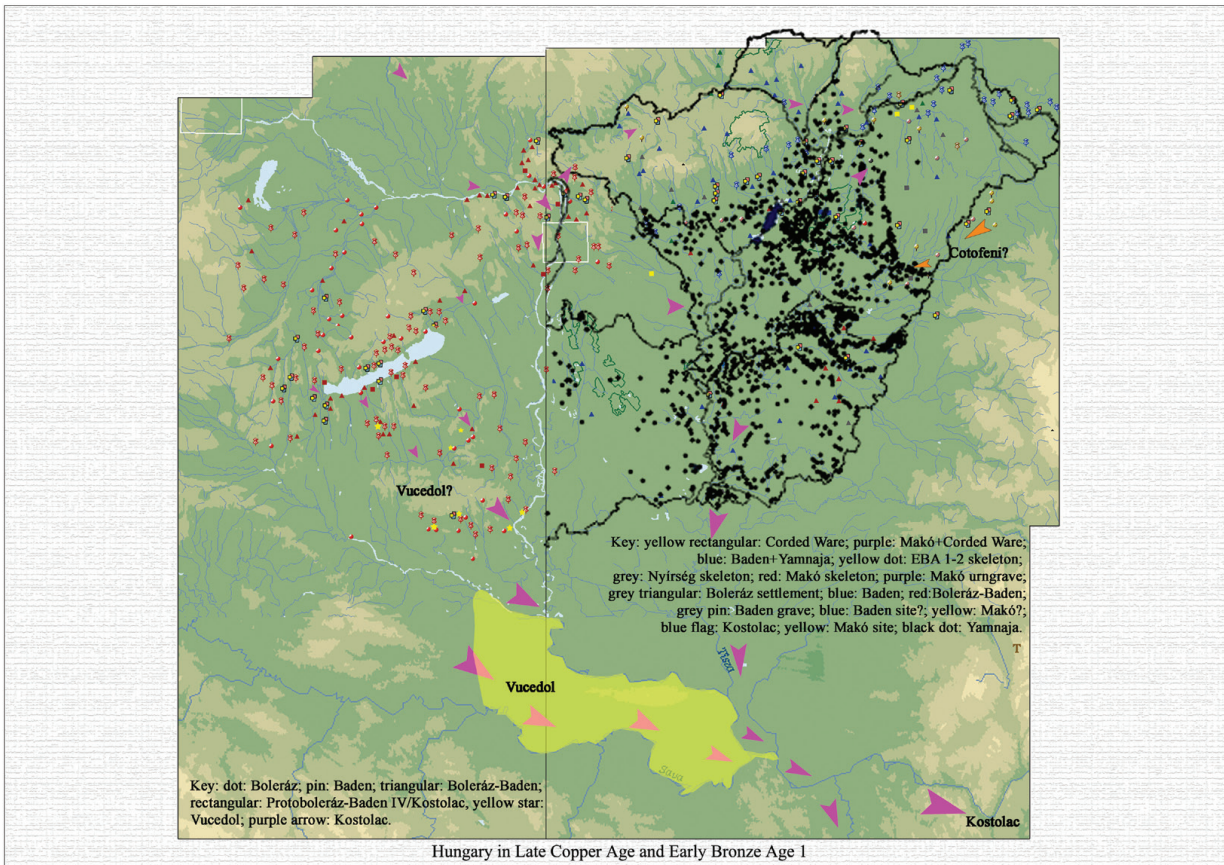 Cotofeni?
Vucedol?
Key: yellow rectangular: Corded Ware; purple: Makó+Corded Ware;
blue: Baden+Yamnaja; yellow dot: EBA 1-2 skeleton;
grey: Nyírség skeleton; red: Makó skeleton; purple: Makó urngrave;
grey triangular: Boleráz settlement; blue: Baden; red:Boleráz-Baden;
grey pin: Baden grave; blue: Baden site?; yellow: Makó?;
blue flag: Kostolac; yellow: Makó site; black dot: Yamnaja.
T
Vucedol
Sava
Key: dot: Boleráz; pin: Baden; triangular: Boleráz-Baden;
rectangular: Protoboleráz-Baden IV/Kostolac, yellow star:
Vucedol; purple arrow: Kostolac.
Kostolac
Hungary in Late Copper Age and Early Bronze Age 1